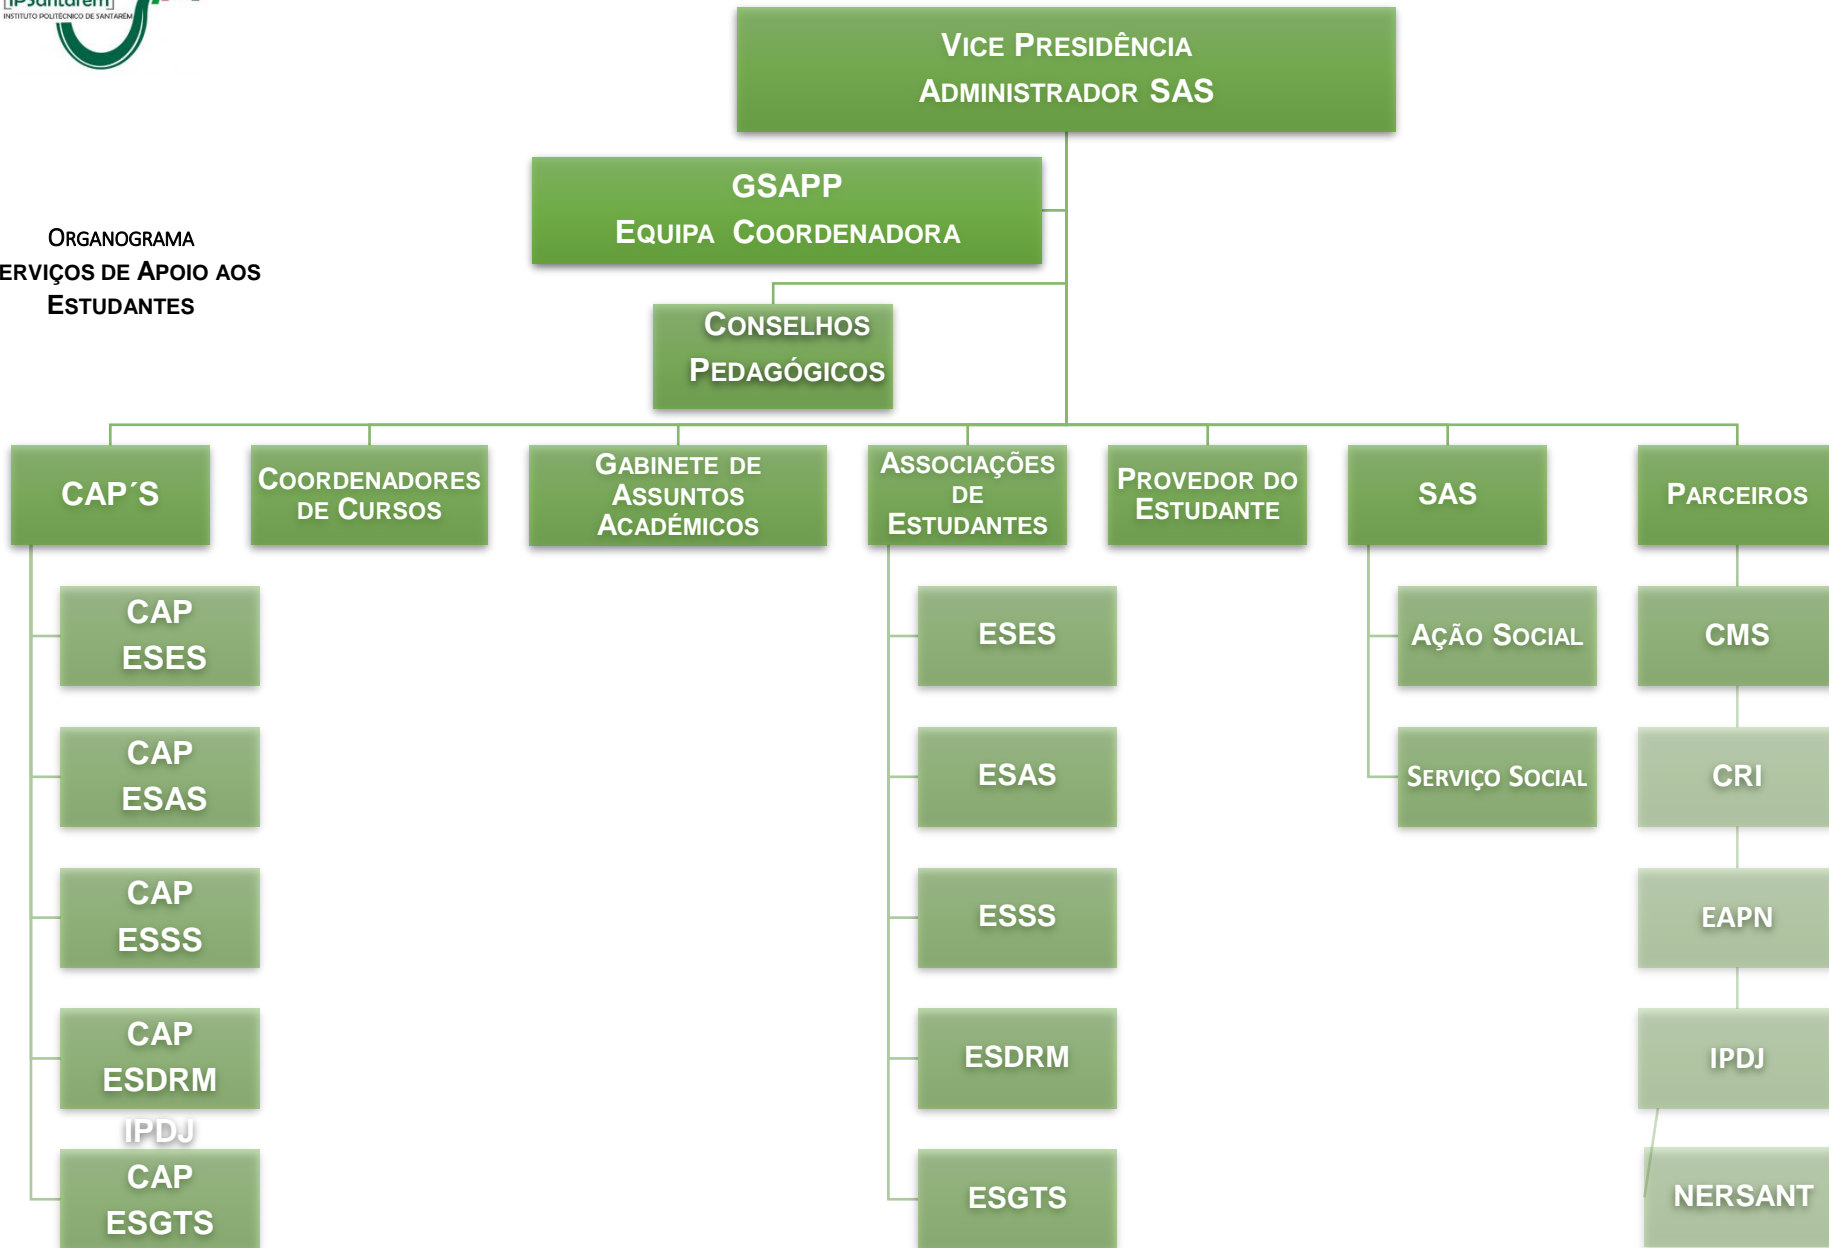 [IPSantarém]
INSTITUTO POLITÉCNICO DE SANTARÉM
VICE PRESIDÊNCIA
ADMINISTRADOR SAS
GSAPP
EQUIPA COORDENADORA
ORGANOGRAMA
ERVIÇOS DE APOIO AOS
ESTUDANTES
CONSELHOS
PEDAGÓGICOS
CAP´S
COORDENADORES
DE CURSOS
GABINETE DE
ASSUNTOS
ACADÉMICOS
ASSOCIAÇÕES
DE
ESTUDANTES
PROVEDOR DO
ESTUDANTE
SAS
PARCEIROS
CAP
ESES
ESES
AÇÃO SOCIAL
CMS
CAP
ESAS
ESAS
SERVIÇO SOCIAL
CRI
CAP
ESSS
ESSS
EAPN
CAP
ESDRM
ESDRM
IPDJ
IPDJ
CAP
ESGTS
ESGTS
NERSANT